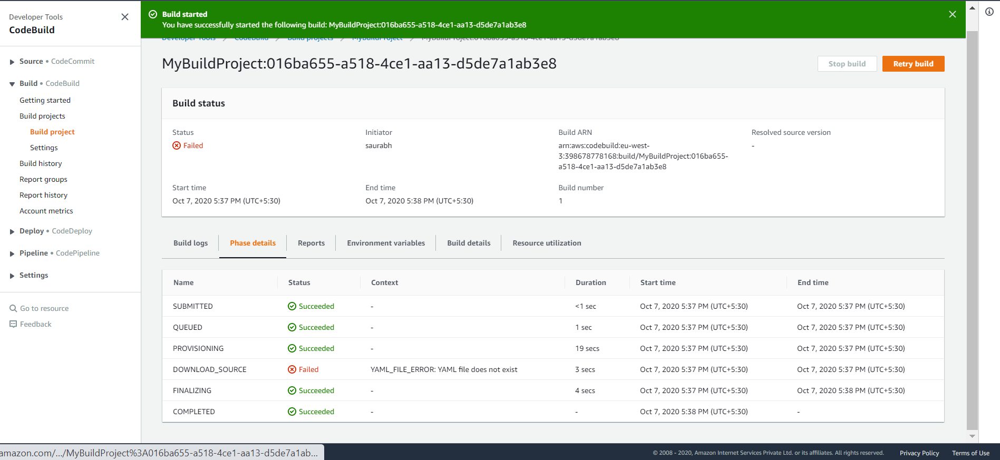 Developer Tools
CodeBuild
Source • CodeCommit
Build • CodeBuild
Getting started
Build projects
Build project
Settings
Build history
Report groups
Report history
Account metrics
Deploy • CodeDeploy
Pipeline • CodePipeline
Settings
Go to resource
Feedback
Build started
You have successfully started the following build: MyBuildProject:016ba655-a518-4ce1-aa13-d5de7a1ab3e8
Developer Tools / CodeBuild / Build projects / MyBuildProject / MyBuildProject:016ba655-a518-4ce1-aa13-d5de7a1ab3e8
MyBuildProject:016ba655-a518-4ce1-aa13-d5de7a1ab3e8
Stop build Retry build
Build status
Status Initiator Build ARN Resolved source version
Failed saurabh arn:aws:codebuild:eu-west- -
3:398678778168:build/MyBuildProject:016ba655-
a518-4ce1-aa13-d5de7a1ab3e8
Start time End time Build number
Oct 7, 2020 5:37 PM (UTC+5:30) Oct 7, 2020 5:38 PM (UTC+5:30) 1
Build logs Phase details Reports Environment variables Build details Resource utilization
Name Status Context Duration Start time End time
SUBMITTED Succeeded - <1 sec Oct 7, 2020 5:37 PM (UTC+5:30) Oct 7, 2020 5:37 PM (UTC+5:30)
QUEUED Succeeded - 1 sec Oct 7, 2020 5:37 PM (UTC+5:30) Oct 7, 2020 5:37 PM (UTC+5:30)
PROVISIONING Succeeded - 19 secs Oct 7, 2020 5:37 PM (UTC+5:30) Oct 7, 2020 5:37 PM (UTC+5:30)
DOWNLOAD_SOURCE Failed YAML_FILE_ERROR: YAML file does not exist 3 secs Oct 7, 2020 5:37 PM (UTC+5:30) Oct 7, 2020 5:37 PM (UTC+5:30)
FINALIZING Succeeded - 4 secs Oct 7, 2020 5:37 PM (UTC+5:30) Oct 7, 2020 5:38 PM (UTC+5:30)
COMPLETED Succeeded - - Oct 7, 2020 5:38 PM (UTC+5:30) -
amazon.com/.../MyBuildProject%3A016ba655-a518-4ce1-aa13-d5de7a1ab...
© 2008 - 2020, Amazon Internet Services Private Ltd. or its affiliates. All rights reserved. Privacy Policy Terms of Use